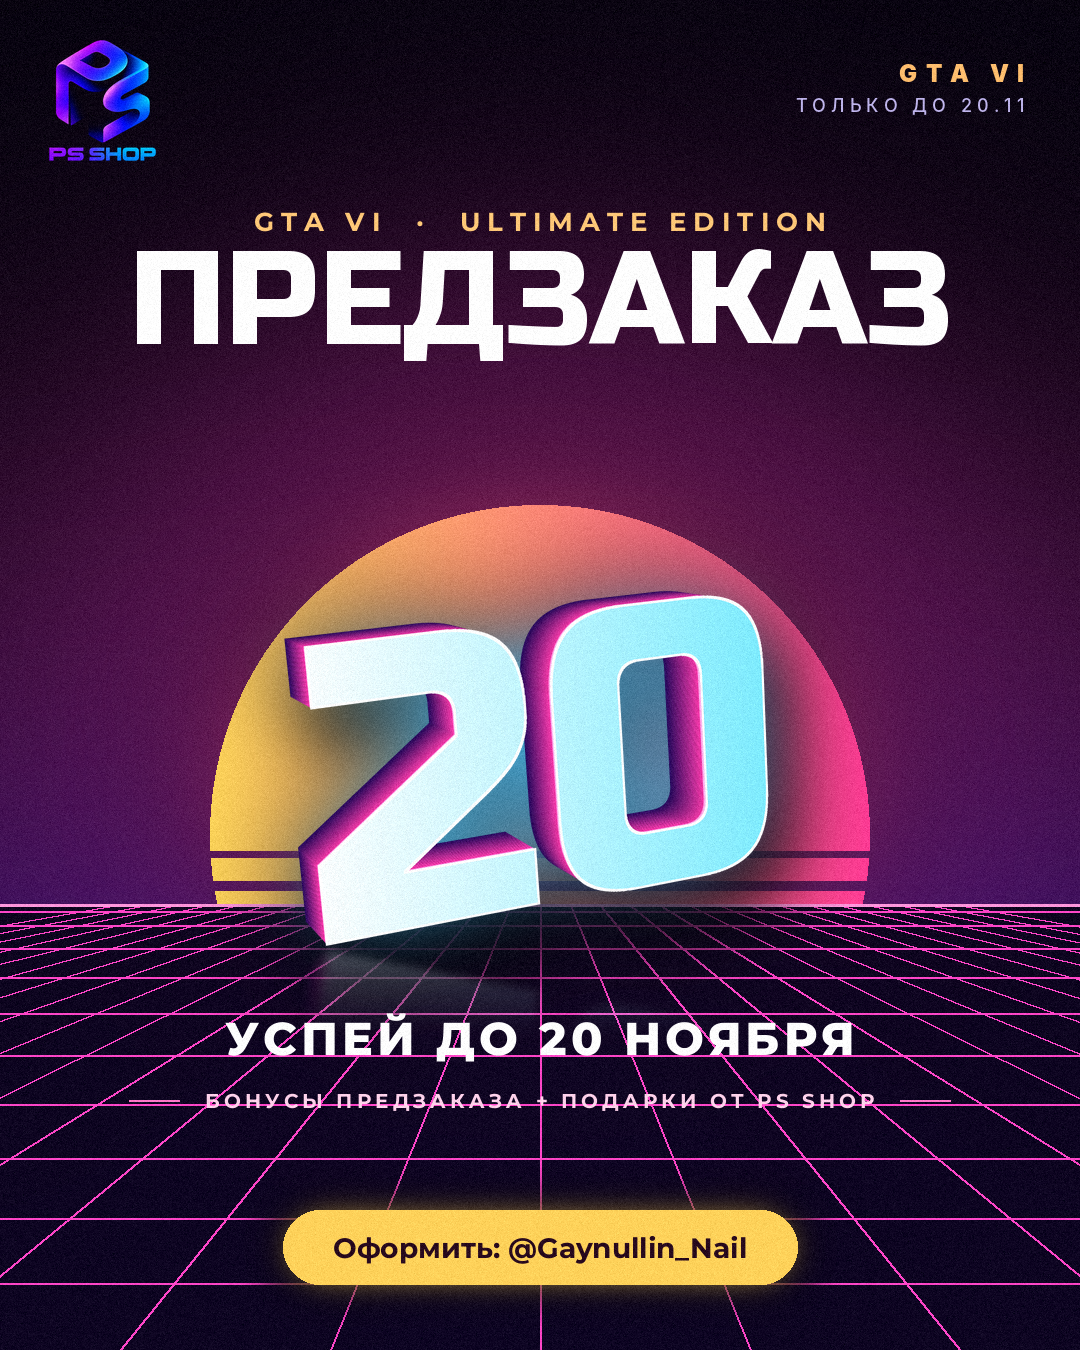 PS SHOP
GTA VI
ТОЛЬКО ДО 20.11
GTA VI · ULTIMATE EDITION
ПРЕДЗАКАЗ
20
УСПЕЙ ДО 20 НОЯБРЯ
БОНУСЫ ПРЕДЗАКАЗА + ПОДАРКИ ОТ PS SHOP
Оформить: @Gaynullin_Nail